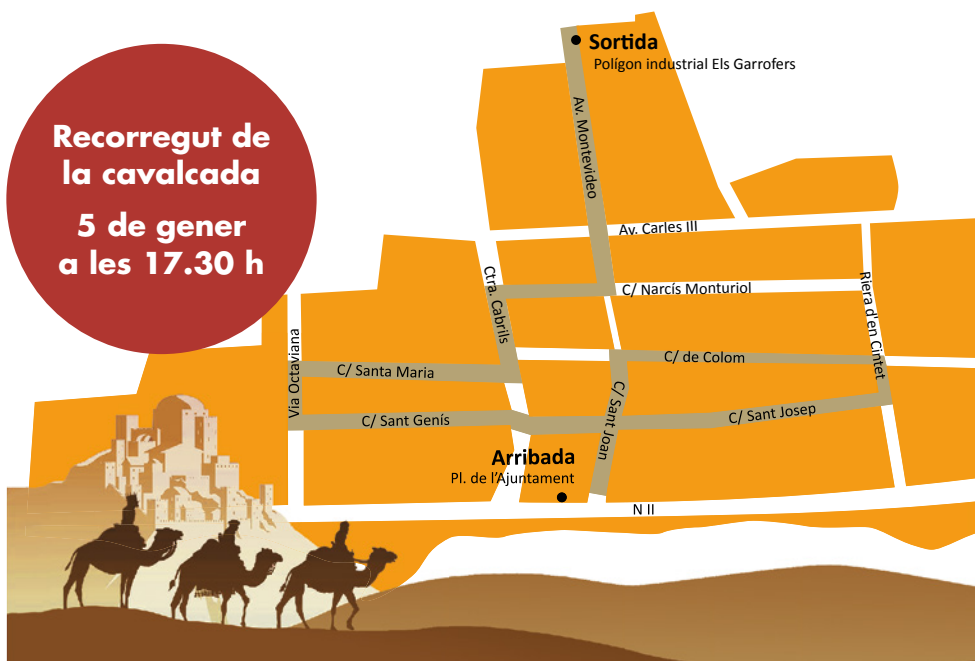 Recorregut de
la cavalcada
5 de gener
a les 17.30 h
Sortida
Polígon industrial Els Garrofers
Av. Montevideo
Av. Carles III
Ctra. Cabrils
C/ Narcís Monturiol
Riera d'en Cintet
Via Octaviana
C/ Santa Maria
C/ de Colom
C/ Sant Genís
C/ Sant Joan
C/ Sant Josep
Arribada
Pl. de l'Ajuntament
N II